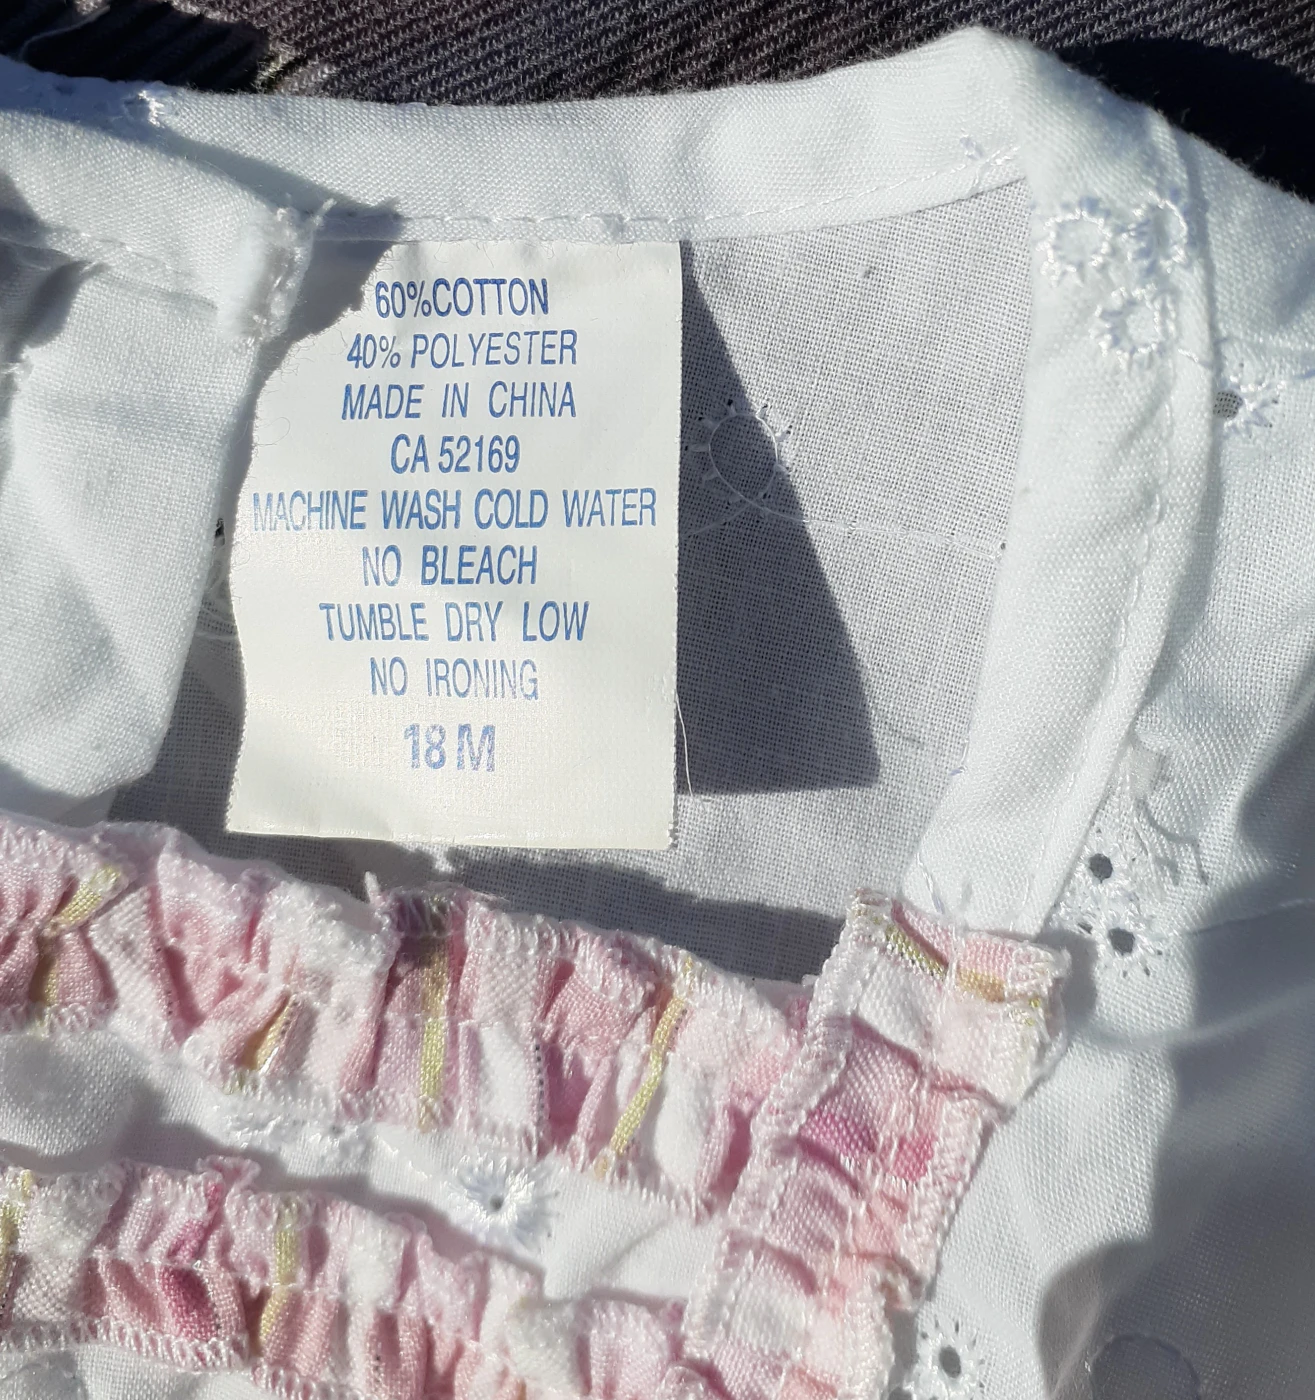 60%COTTON
40% POLYESTER
MADE IN CHINA
CA 52169
MACHINE WASH COLD WATER
NO BLEACH
TUMBLE DRY LOW
NO IRONING
18 M